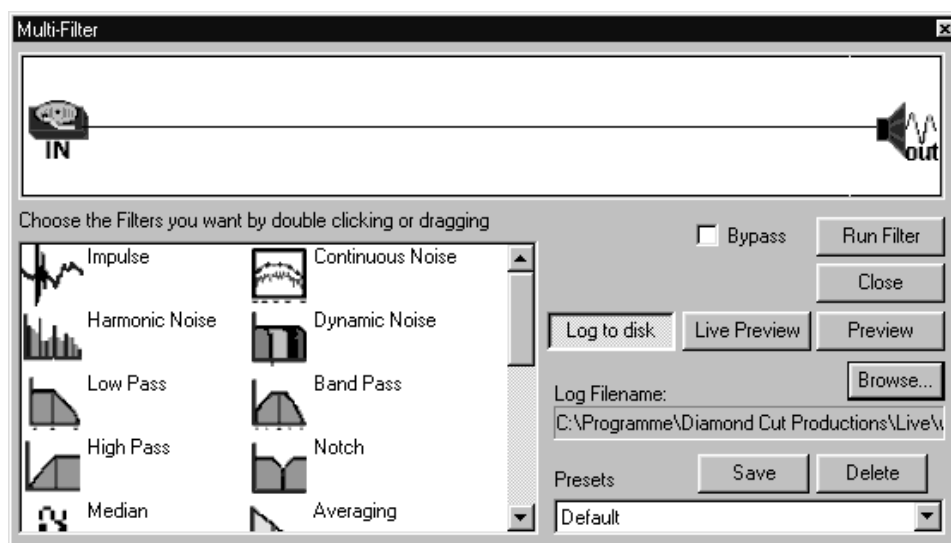 Multi-Filter
IN
out
Choose the Filters you want by double clicking or dragging
Impulse
Continuous Noise
Harmonic Noise
Dynamic Noise
Low Pass
Band Pass
High Pass
Notch
Median
Averaging
Bypass
Run Filter
Close
Log to disk
Live Preview
Preview
Browse...
Log Filename:
C:\Programme\Diamond Cut Productions\Live\
Presets
Save
Delete
Default